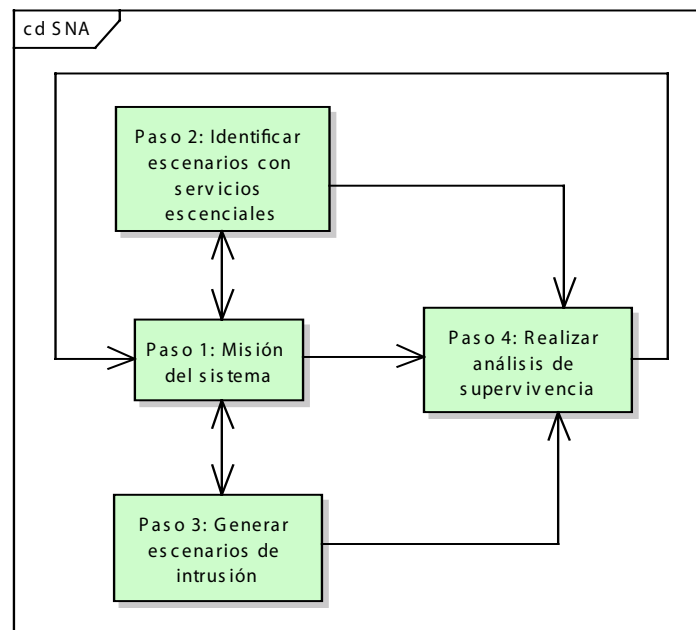 cd SNA
Paso 2: Identificar
escenarios con
servicios
escenciales
Paso 1: Misión
del sistema
Paso 4: Realizar
análisis de
supervivencia
Paso 3: Generar
escenarios de
intrusión